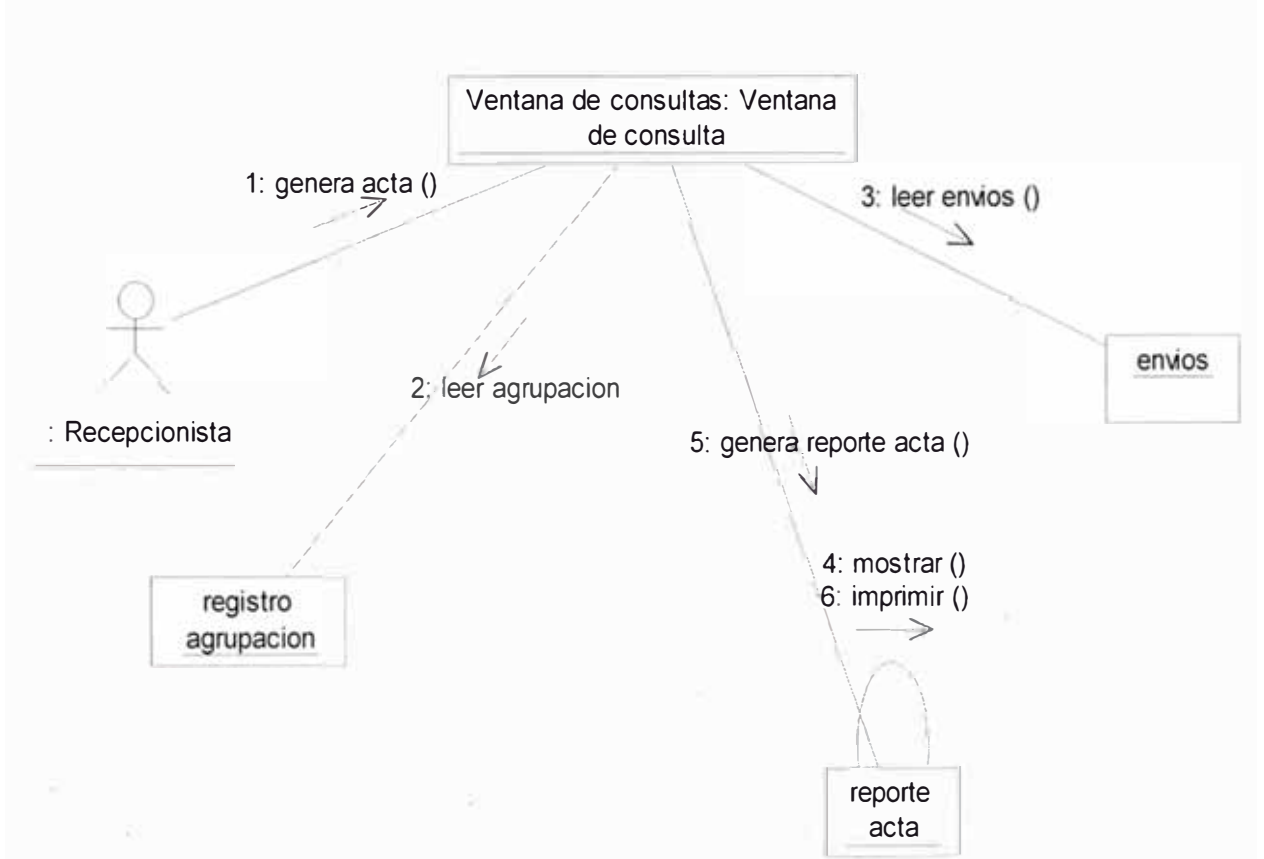 Ventana de consultas: Ventana
de consulta
1: genera acta ()
3: leer envios ()
envios
2: leer agrupacion
: Recepcionista
5: genera reporte acta ()
4: mostrar ()
6: imprimir ()
registro
agrupacion
reporte
acta